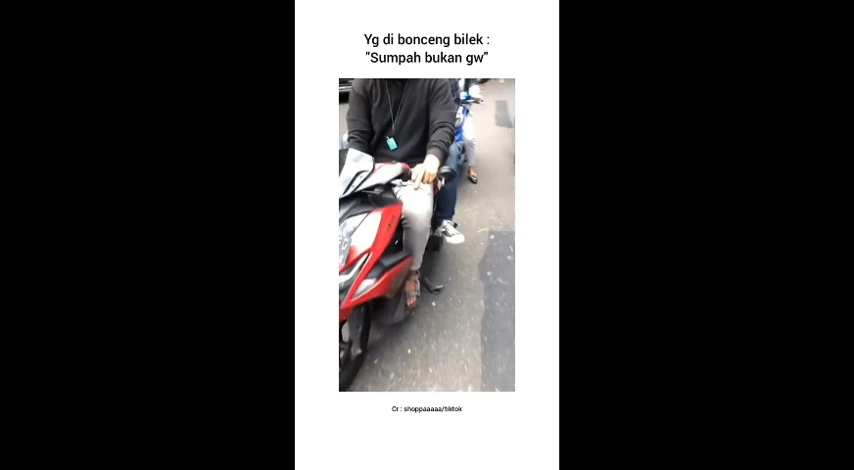 Yg di bonceng bilek :
"Sumpah bukan gw"
Cr : shoppaaaaa/tiktok